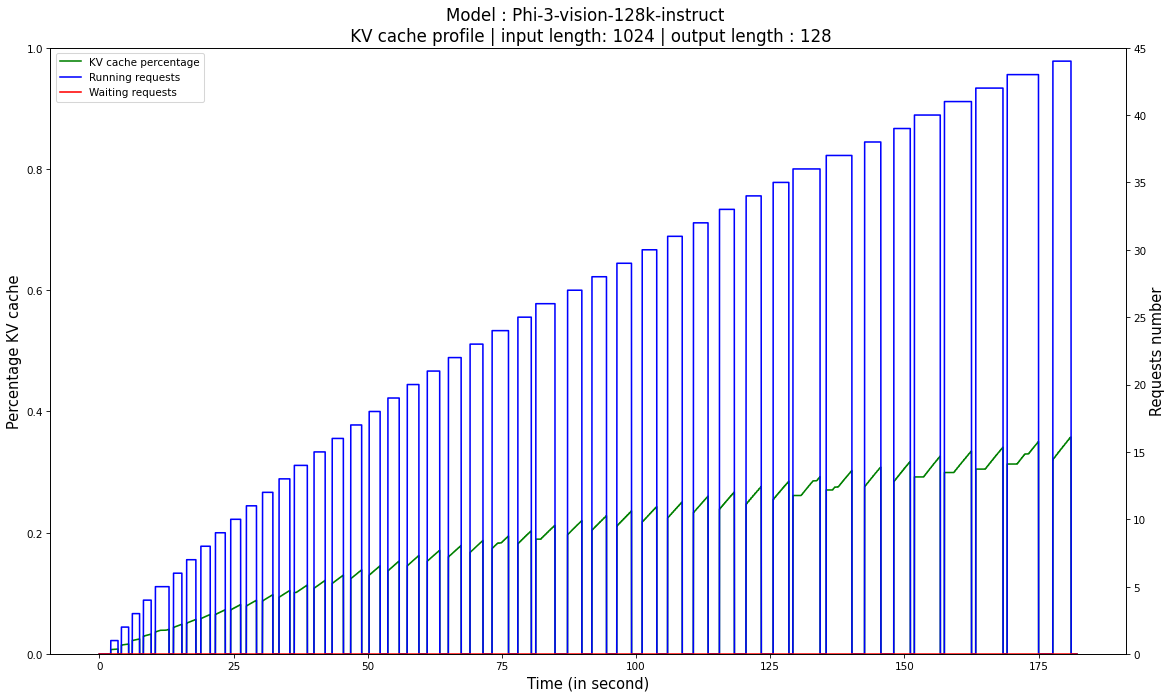 Model : Phi-3-vision-128k-instruct
KV cache profile | input length: 1024 | output length : 128
KV cache percentage
Running requests
Waiting requests
Percentage KV cache
1.0
0.8
0.6
0.4
0.2
0.0
45
40
35
30
25
20
15
10
5
0
Requests number
0 25 50 75 100 125 150 175
Time (in second)